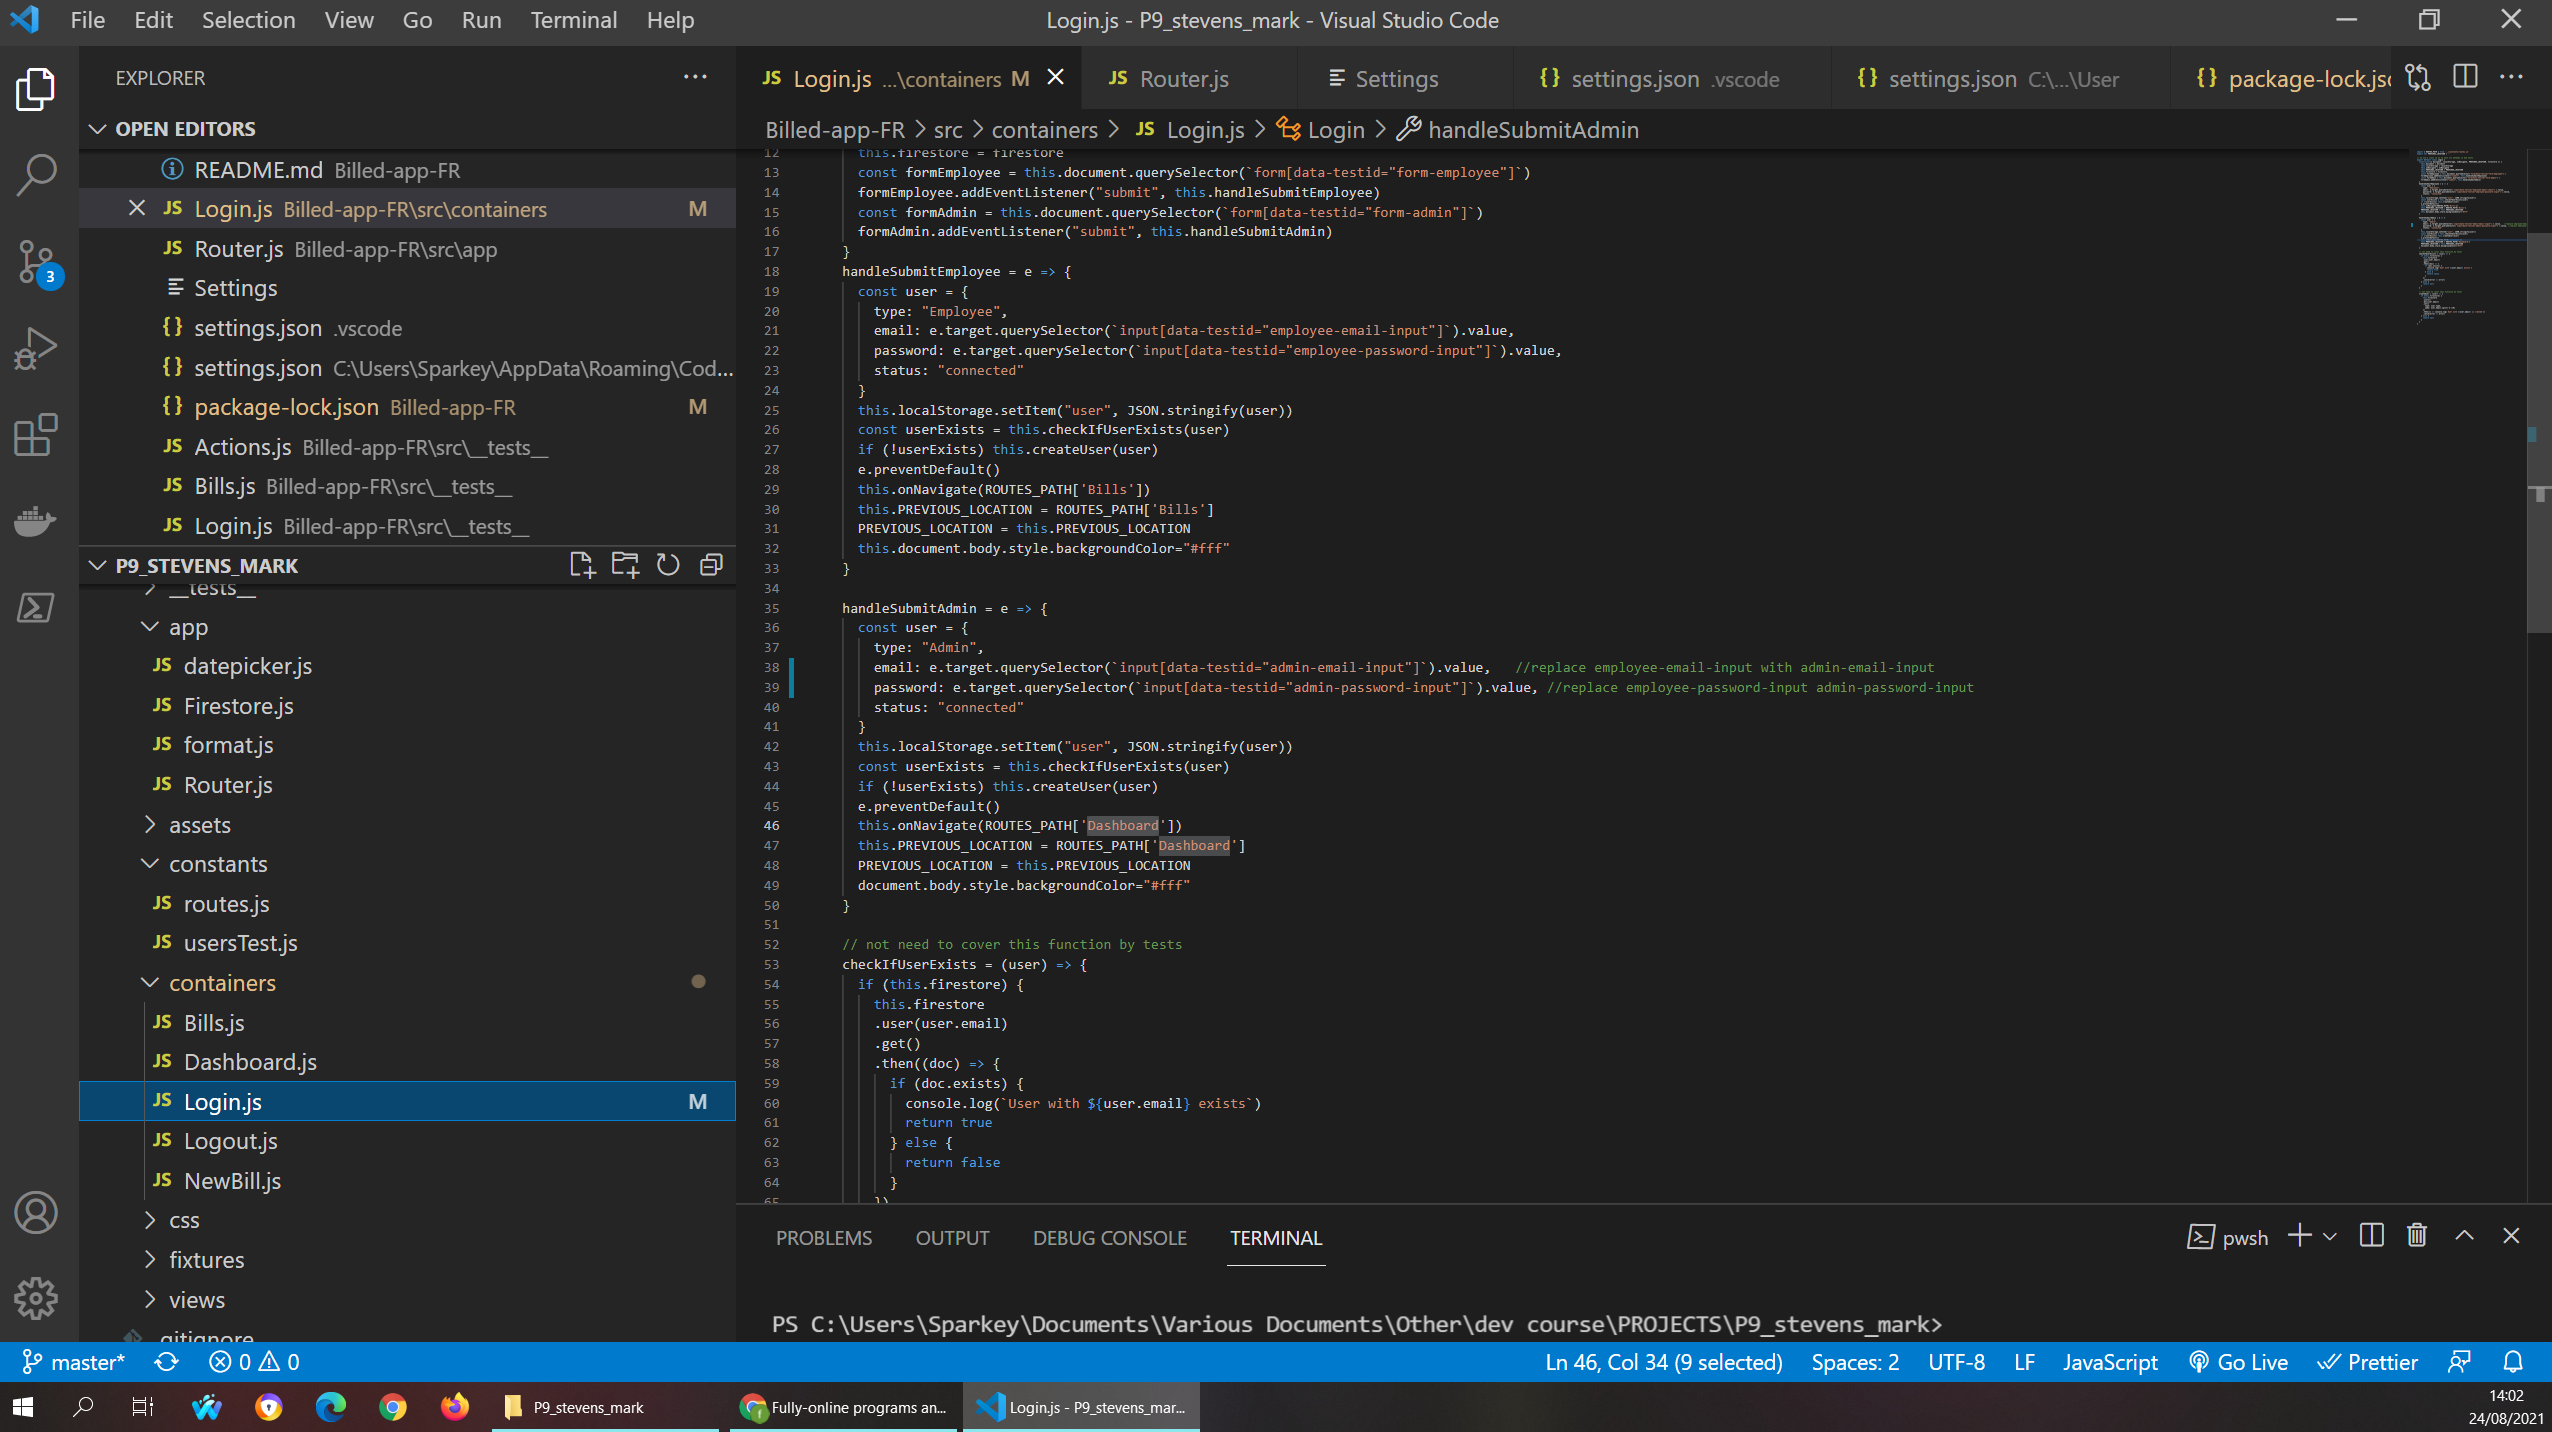 File Edit Selection View Go Run Terminal Help
Login.js - P9_stevens_mark - Visual Studio Code
EXPLORER
OPEN EDITORS
README.md Billed-app-FR
Login.js Billed-app-FR\src\containers M
Router.js Billed-app-FR\src\app
Settings
settings.json .vscode
settings.json C:\Users\Sparkey\AppData\Roaming\Cod...
package-lock.json Billed-app-FR M
Actions.js Billed-app-FR\src\__tests__
Bills.js Billed-app-FR\src\__tests__
Login.js Billed-app-FR\src\__tests__
P9_STEVENS_MARK
__tests__
app
datepicker.js
Firestore.js
format.js
Router.js
assets
constants
routes.js
usersTest.js
containers
Bills.js
Dashboard.js
Login.js M
Logout.js
NewBill.js
css
fixtures
views
.gitignore
3
Login.js ...\containers M
Router.js
Settings
settings.json .vscode
settings.json C:\...\User
package-lock.jso
Billed-app-FR > src > containers > JS Login.js > Login > handleSubmitAdmin
12 this.firestore = firestore
13 const formEmployee = this.document.querySelector(`form[data-testid="form-employee"]`)
14 formEmployee.addEventListener("submit", this.handleSubmitEmployee)
15 const formAdmin = this.document.querySelector(`form[data-testid="form-admin"]`)
16 formAdmin.addEventListener("submit", this.handleSubmitAdmin)
17 }
18 handleSubmitEmployee = e => {
19 const user = {
20 type: "Employee",
21 email: e.target.querySelector(`input[data-testid="employee-email-input"]`).value,
22 password: e.target.querySelector(`input[data-testid="employee-password-input"]`).value,
23 status: "connected"
24 }
25 this.localStorage.setItem("user", JSON.stringify(user))
26 const userExists = this.checkIfUserExists(user)
27 if (!userExists) this.createUser(user)
28 e.preventDefault()
29 this.onNavigate(ROUTES_PATH['Bills'])
30 this.PREVIOUS_LOCATION = ROUTES_PATH['Bills']
31 PREVIOUS_LOCATION = this.PREVIOUS_LOCATION
32 this.document.body.style.backgroundColor="#fff"
33 }
34
35 handleSubmitAdmin = e => {
36 const user = {
37 type: "Admin",
38 email: e.target.querySelector(`input[data-testid="admin-email-input"]`).value, //replace employee-email-input with admin-email-input
39 password: e.target.querySelector(`input[data-testid="admin-password-input"]`).value, //replace employee-password-input admin-password-input
40 status: "connected"
41 }
42 this.localStorage.setItem("user", JSON.stringify(user))
43 const userExists = this.checkIfUserExists(user)
44 if (!userExists) this.createUser(user)
45 e.preventDefault()
46 this.onNavigate(ROUTES_PATH['Dashboard'])
47 this.PREVIOUS_LOCATION = ROUTES_PATH['Dashboard']
48 PREVIOUS_LOCATION = this.PREVIOUS_LOCATION
49 document.body.style.backgroundColor="#fff"
50 }
51
52 // not need to cover this function by tests
53 checkIfUserExists = (user) => {
54 if (this.firestore) {
55 this.firestore
56 .user(user.email)
57 .get()
58 .then((doc) => {
59 if (doc.exists) {
60 console.log(`User with ${user.email} exists`)
61 return true
62 } else {
63 return false
64 }
65 })
PROBLEMS OUTPUT DEBUG CONSOLE TERMINAL
pwsh
PS C:\Users\Sparkey\Documents\Various Documents\Other\dev course\PROJECTS\P9_stevens_mark>
master* 0 0
Ln 46, Col 34 (9 selected) Spaces: 2 UTF-8 LF JavaScript Go Live Prettier
P9_stevens_mark
Fully-online programs an...
Login.js - P9_stevens_mar...
14:02
24/08/2021